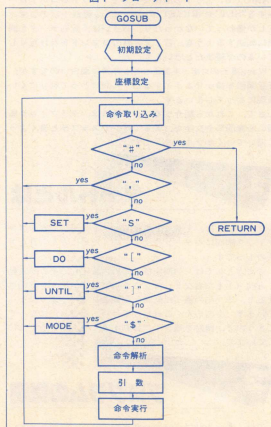 GOSUB
初期設定
座標設定
命令取り込み
"#"
yes
no
","
yes
no
"S"
yes
SET
RETURN
no
"["
yes
DO
no
"]"
yes
UNTIL
no
"$"
yes
MODE
no
命令解析
引 数
命令実行